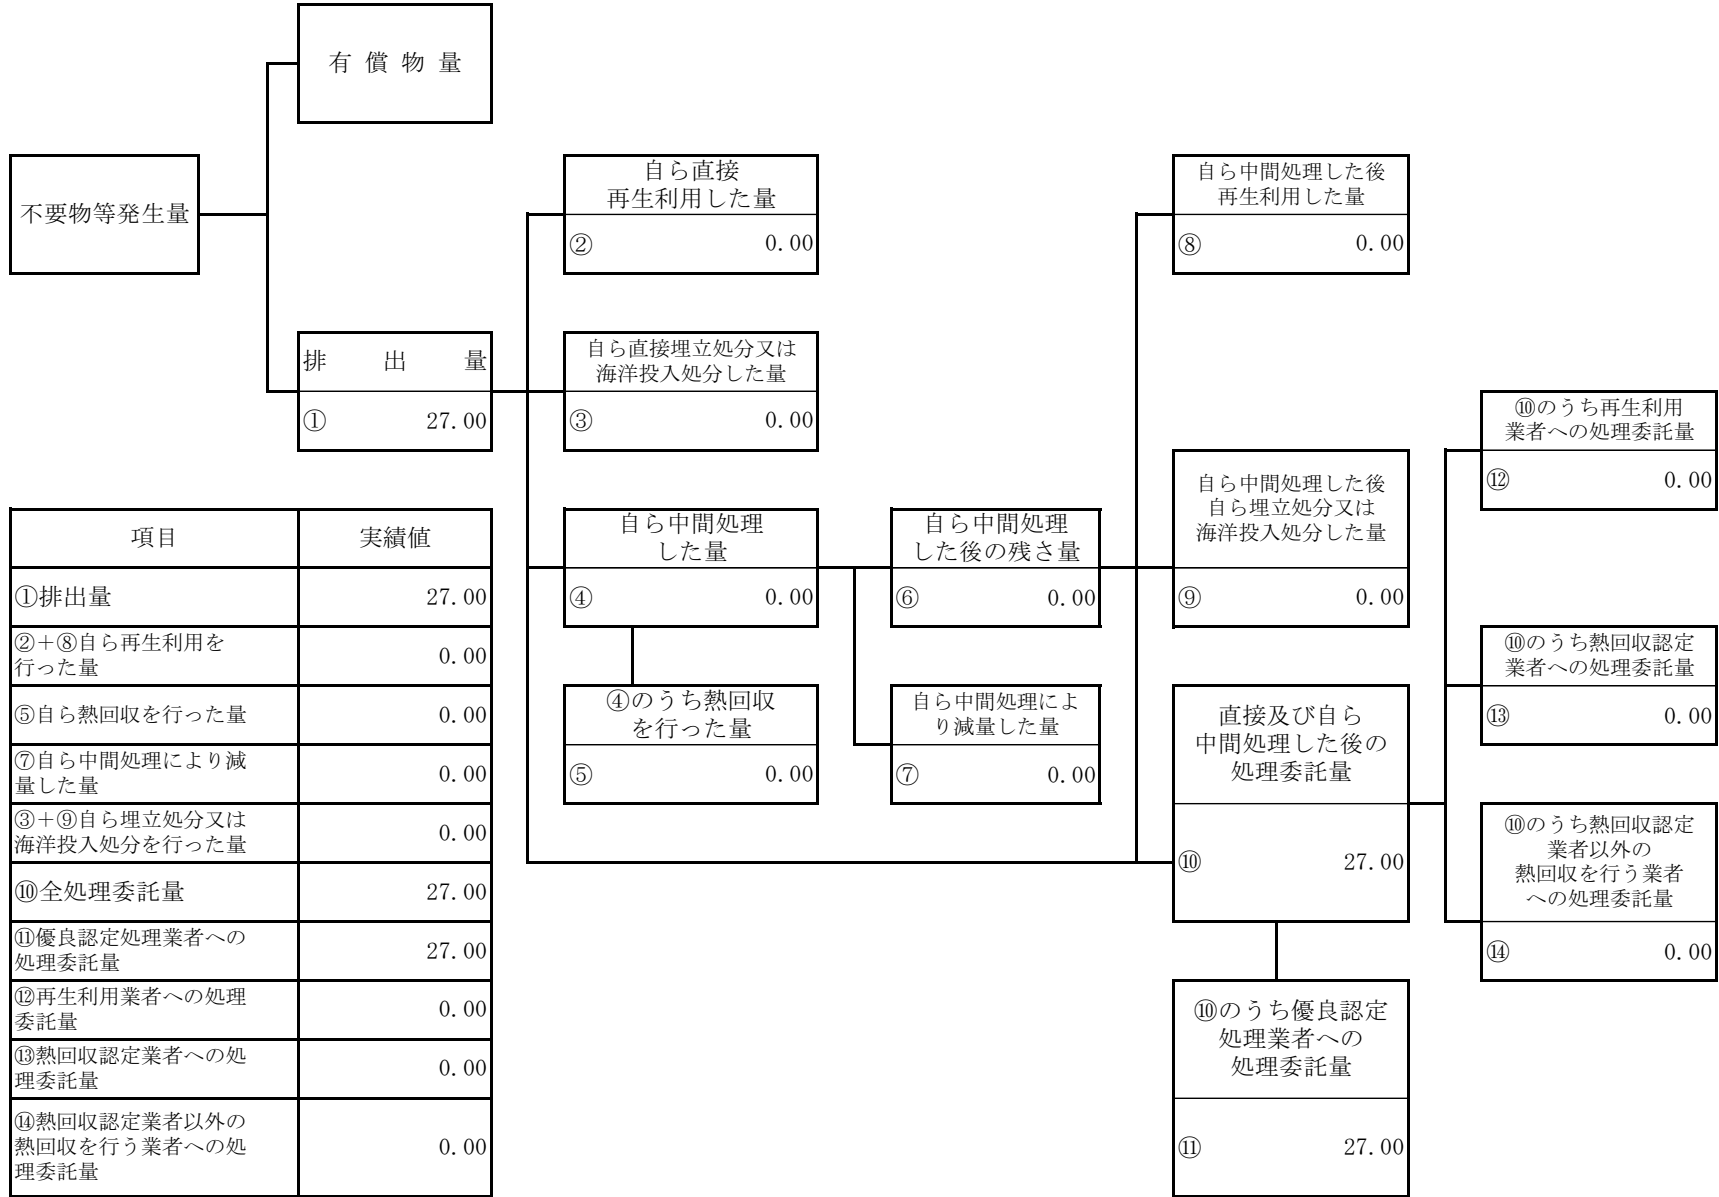 有償物量
不要物等発生量
排出量
① 27.00
自ら直接
再生利用した量
② 0.00
自ら直接埋立処分又は
海洋投入処分した量
③ 0.00
自ら中間処理
した量
④ 0.00
④のうち熱回収
を行った量
⑤ 0.00
自ら中間処理
した後の残さ量
⑥ 0.00
自ら中間処理によ
り減量した量
⑦ 0.00
自ら中間処理した後
再生利用した量
⑧ 0.00
自ら中間処理した後
自ら埋立処分又は
海洋投入処分した量
⑨ 0.00
直接及び自ら
中間処理した後の
処理委託量
⑩ 27.00
⑩のうち優良認定
処理業者への
処理委託量
⑪ 27.00
⑩のうち再生利用
業者への処理委託量
⑫ 0.00
⑩のうち熱回収認定
業者への処理委託量
⑬ 0.00
⑩のうち熱回収認定
業者以外の
熱回収を行う業者
への処理委託量
⑭ 0.00
項目 実績値
①排出量 27.00
②＋⑧自ら再生利用を
行った量 0.00
⑤自ら熱回収を行った量 0.00
⑦自ら中間処理により減
量した量 0.00
③＋⑨自ら埋立処分又は
海洋投入処分を行った量 0.00
⑩全処理委託量 27.00
⑪優良認定処理業者への
処理委託量 27.00
⑫再生利用業者への処理
委託量 0.00
⑬熱回収認定業者への処
理委託量 0.00
⑭熱回収認定業者以外の
熱回収を行う業者への処
理委託量 0.00